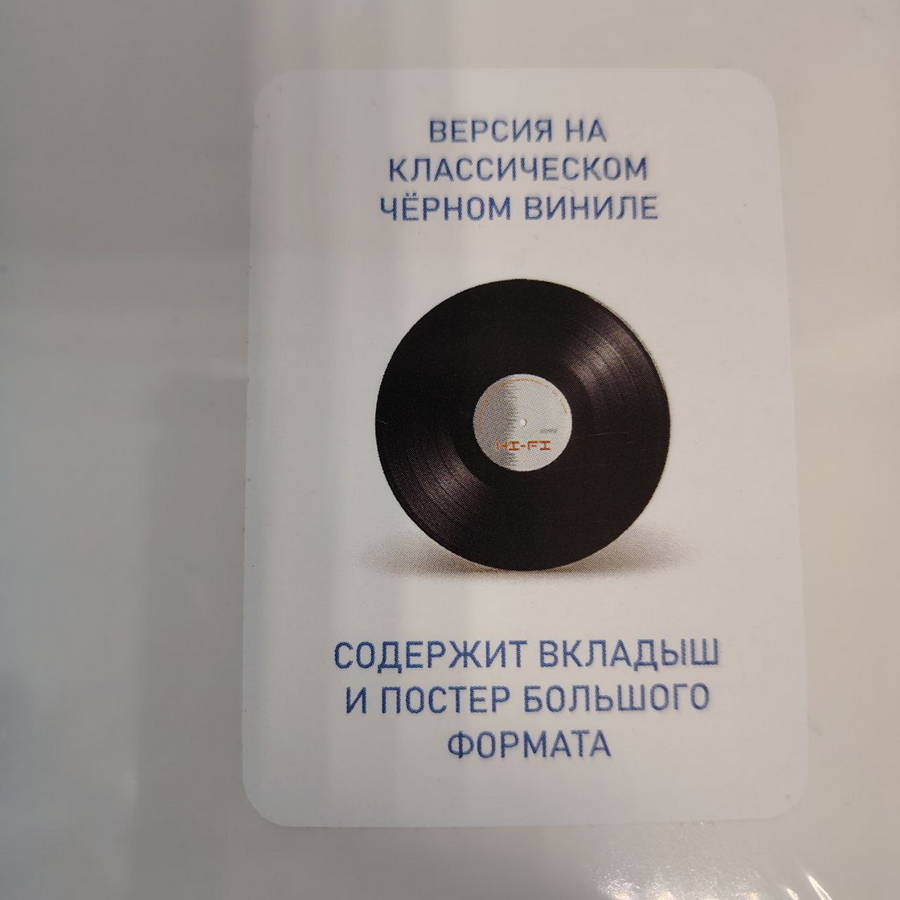 ВЕРСИЯ НА
КЛАССИЧЕСКОМ
ЧЁРНОМ ВИНИЛЕ
HI-FI
СОДЕРЖИТ ВКЛАДЫШ
И ПОСТЕР БОЛЬШОГО
ФОРМАТА